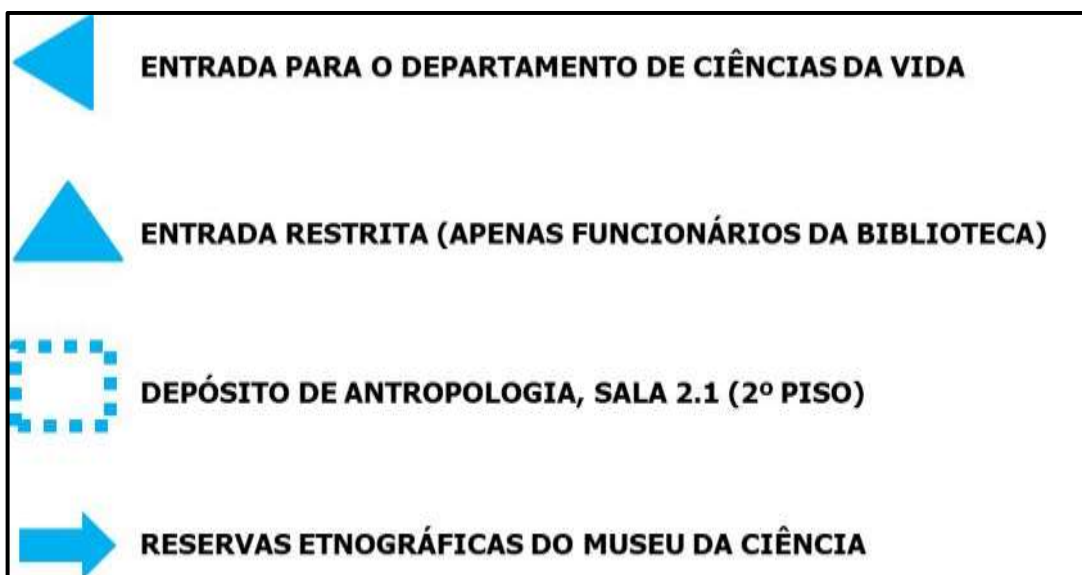 ENTRADA PARA O DEPARTAMENTO DE CIÊNCIAS DA VIDA
ENTRADA RESTRITA (APENAS FUNCIONÁRIOS DA BIBLIOTECA)
DEPÓSITO DE ANTROPOLOGIA, SALA 2.1 (2º PISO)
RESERVAS ETNOGRÁFICAS DO MUSEU DA CIÊNCIA